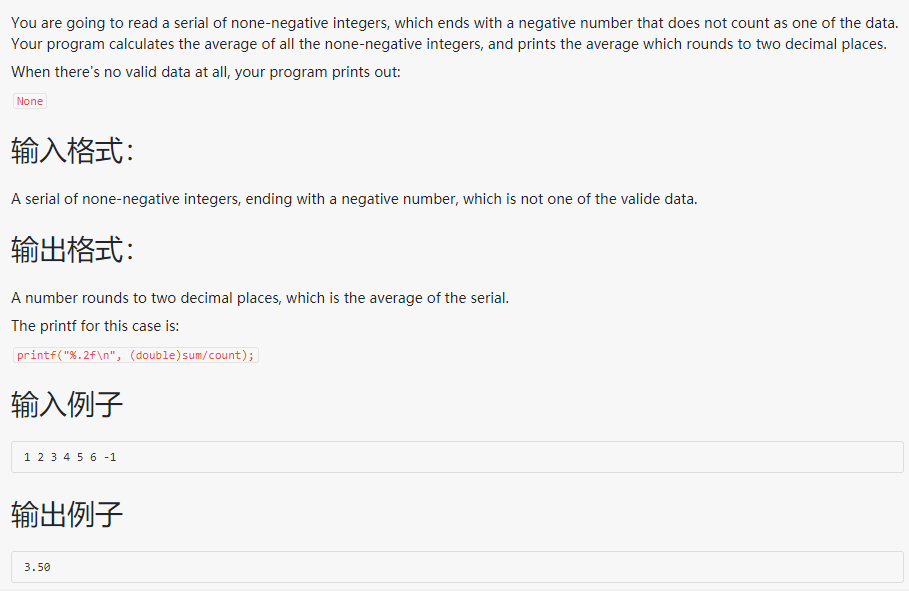 You are going to read a serial of none-negative integers, which ends with a negative number that does not count as one of the data.
Your program calculates the average of all the none-negative integers, and prints the average which rounds to two decimal places.
When there's no valid data at all, your program prints out:
None
输入格式：
A serial of none-negative integers, ending with a negative number, which is not one of the valide data.
输出格式：
A number rounds to two decimal places, which is the average of the serial.
The printf for this case is:
printf("%.2f\n", (double)sum/count);
输入例子
1 2 3 4 5 6 -1
输出例子
3.50